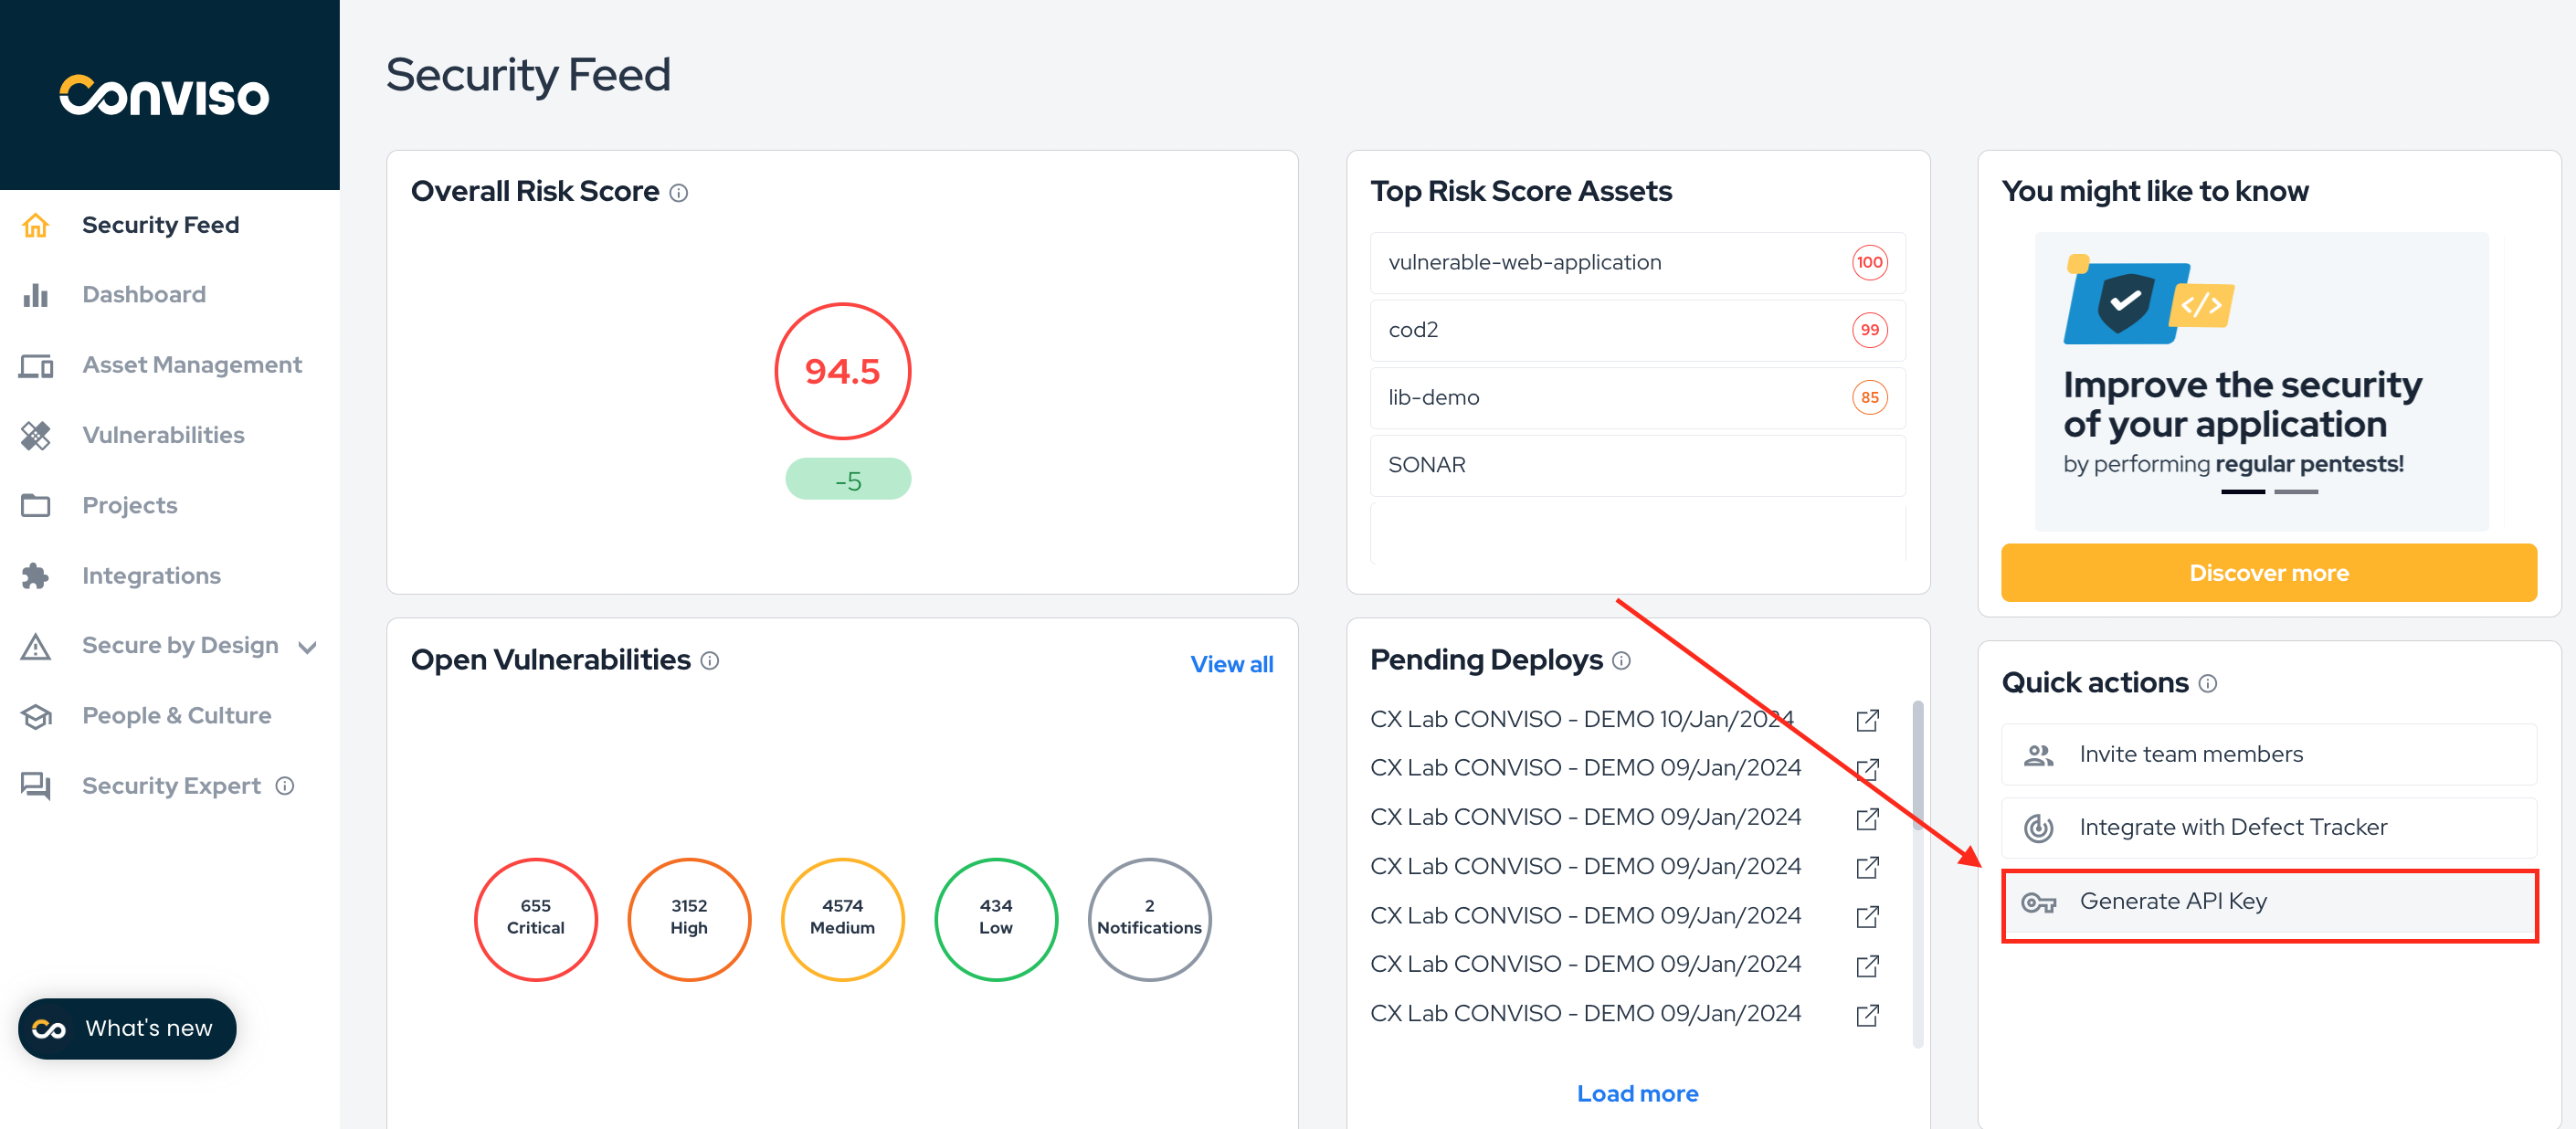 CONVISO
Security Feed
Dashboard
Asset Management
Vulnerabilities
Projects
Integrations
Secure by Design
People & Culture
Security Expert
What's new
Security Feed
Overall Risk Score
94.5
-5
Top Risk Score Assets
vulnerable-web-application 100
cod2 99
lib-demo 85
SONAR
You might like to know
</>
Improve the security
of your application
by performing regular pentests!
Discover more
Open Vulnerabilities View all
655
Critical
3152
High
4574
Medium
434
Low
2
Notifications
Pending Deploys
CX Lab CONVISO - DEMO 10/Jan/2024
CX Lab CONVISO - DEMO 09/Jan/2024
CX Lab CONVISO - DEMO 09/Jan/2024
CX Lab CONVISO - DEMO 09/Jan/2024
CX Lab CONVISO - DEMO 09/Jan/2024
CX Lab CONVISO - DEMO 09/Jan/2024
CX Lab CONVISO - DEMO 09/Jan/2024
Load more
Quick actions
Invite team members
Integrate with Defect Tracker
Generate API Key